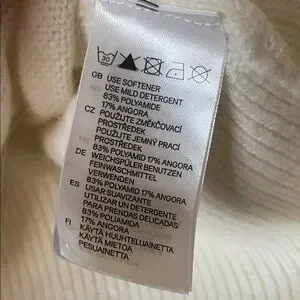 30
GB USE SOFTENER
USE MILD DETERGENT
83% POLYAMIDE
17% ANGORA
CZ POUŽIJTE ZMĚKČOVACÍ
PROSTŘEDEK
POUŽIJTE JEMNÝ PRACÍ
PROSTŘEDEK
83% POLYAMID 17% ANGORA
DE WEICHSPÜLER BENUTZEN
FEINWASCHMITTEL
VERWENDEN
83% POLYAMID 17% ANGORA
ES USAR SUAVIZANTE
UTILIZAR UN DETERGENTE
PARA PRENDAS DELICADAS
83% POLIAMIDA
17% ANGORA
FI KÄYTÄ HUUHTELUAINETTA
KÄYTÄ MIETOA
PESUAINETTA